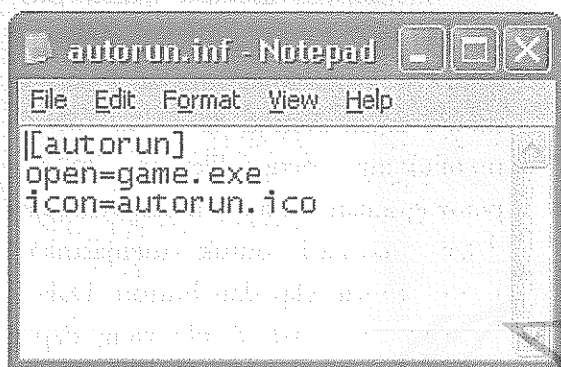 autorun.inf - Notepad
File Edit Format View Help
[autorun]
open=game.exe
icon=autorun.ico